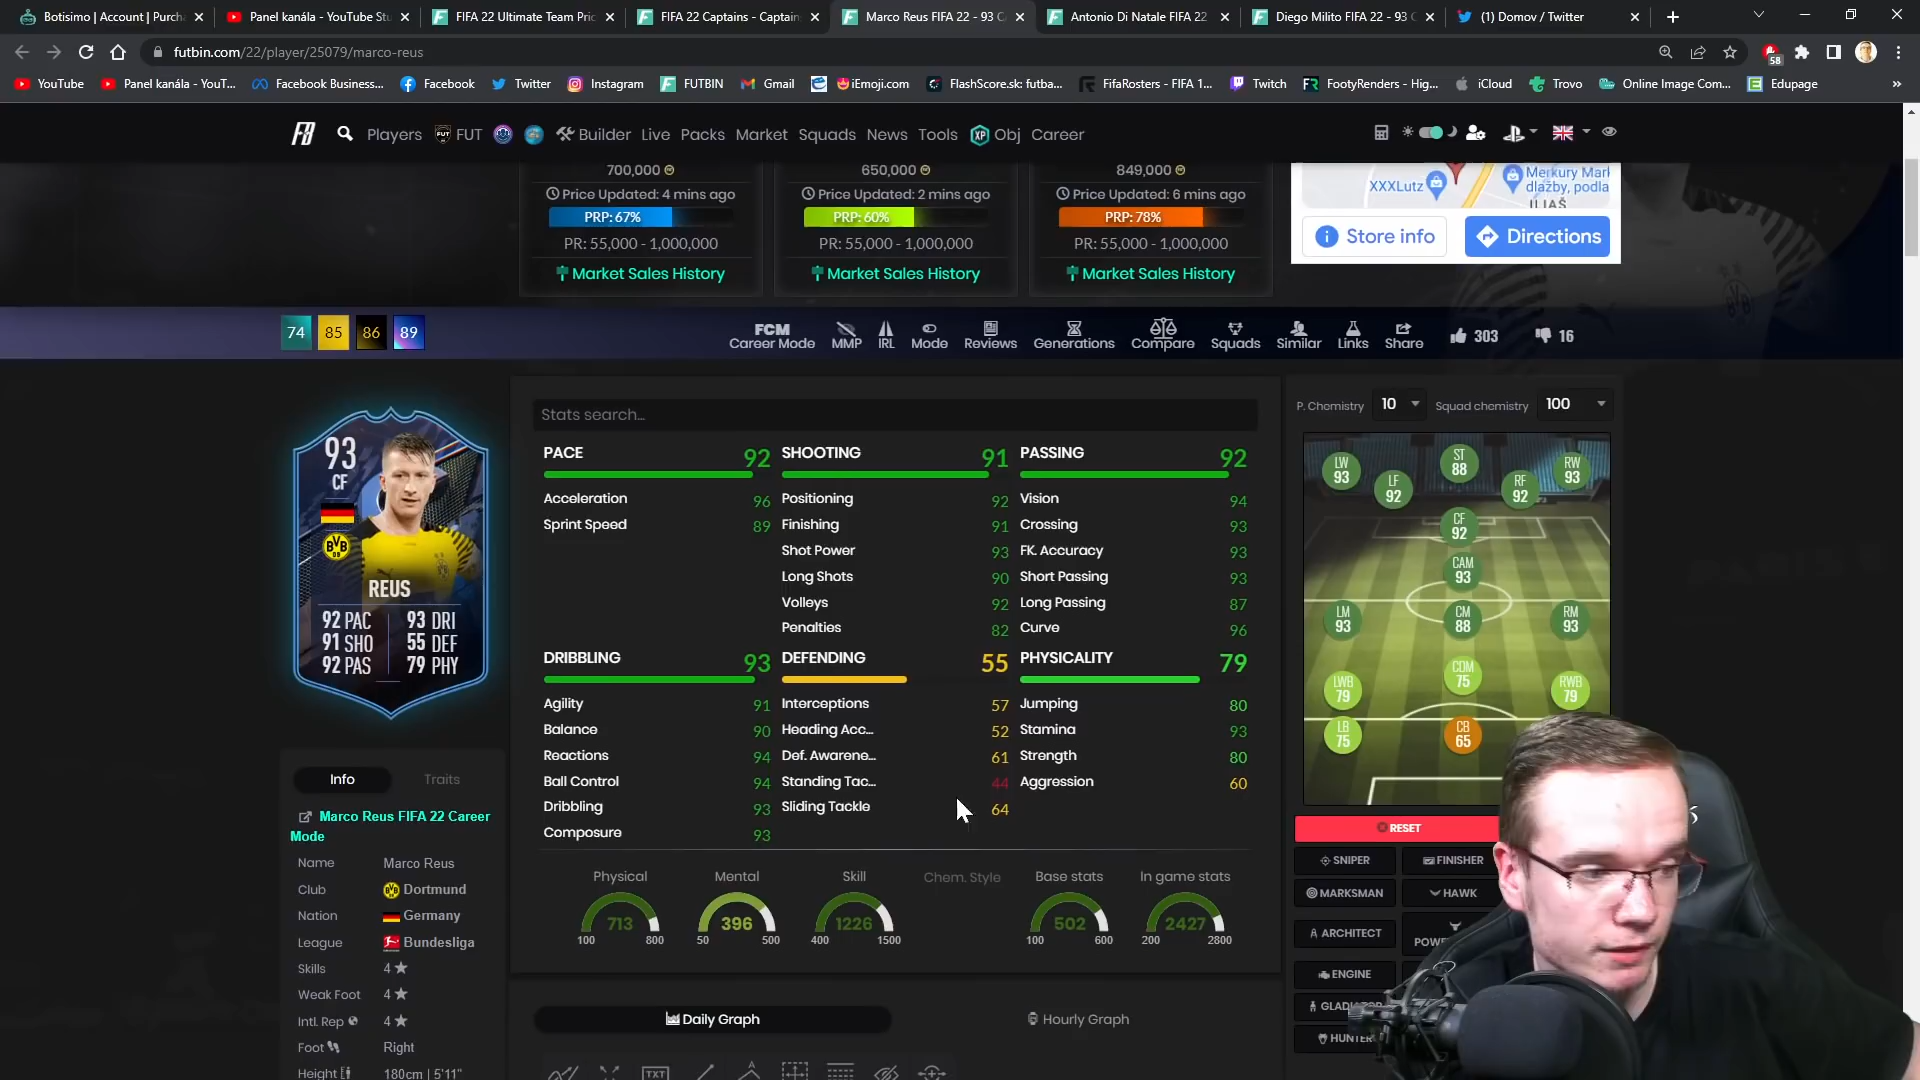 Botisimo | Account | Purch
Panel kanála - YouTube Stu
FIFA 22 Ultimate Team Pric
FIFA 22 Captains - Captain
Marco Reus FIFA 22 - 93 C
Antonio Di Natale FIFA 22
Diego Milito FIFA 22 - 93 C
(1) Domov / Twitter
futbin.com/22/player/25079/marco-reus
58
YouTube
Panel kanála - YouT...
Facebook Business...
Facebook
Twitter
Instagram
FUTBIN
Gmail
iEmoji.com
FlashScore.sk: futba...
FifaRosters - FIFA 1...
Twitch
FootyRenders - Hig...
iCloud
Trovo
Online Image Com...
Edupage
Players
FUT
Builder
Live
Packs
Market
Squads
News
Tools
XP Obj
Career
700,000
650,000
849,000
Price Updated: 4 mins ago
Price Updated: 2 mins ago
Price Updated: 6 mins ago
PRP: 67%
PRP: 60%
PRP: 78%
PR: 55,000 - 1,000,000
PR: 55,000 - 1,000,000
PR: 55,000 - 1,000,000
Market Sales History
Market Sales History
Market Sales History
XXXLutz
Merkury Mark
dlažby, podla
ILIAŠ
Store info
Directions
74 85 86 89
FCM
Career Mode
MMP
IRL
Mode
Reviews
Generations
Compare
Squads
Similar
Links
Share
303
16
93
CF
BVB
09
REUS
92 PAC 93 DRI
91 SHO 55 DEF
92 PAS 79 PHY
Stats search...
PACE 92
Acceleration 96
Sprint Speed 89
SHOOTING 91
Positioning 92
Finishing 91
Shot Power 93
Long Shots 90
Volleys 92
Penalties 82
PASSING 92
Vision 94
Crossing 93
FK. Accuracy 93
Short Passing 93
Long Passing 87
Curve 96
DRIBBLING 93
Agility 91
Balance 90
Reactions 94
Ball Control 94
Dribbling 93
Composure 93
DEFENDING 55
Interceptions 57
Heading Acc... 52
Def. Awarene... 61
Standing Tac... 44
Sliding Tackle 64
PHYSICALITY 79
Jumping 80
Stamina 93
Strength 80
Aggression 60
Physical
713
100 800
Mental
396
50 500
Skill
1226
400 1500
Chem. Style
Base stats
502
100 600
In game stats
2427
200 2800
Daily Graph
Hourly Graph
TXT
P. Chemistry 10
Squad chemistry 100
LW
93
LF
92
ST
88
RF
92
RW
93
CF
92
CAM
93
LM
93
CM
88
RM
93
LWB
79
CDM
75
RWB
79
LB
75
CB
65
RESET
SNIPER
FINISHER
MARKSMAN
HAWK
ARCHITECT
ENGINE
HUNTER
Info
Traits
Marco Reus FIFA 22 Career
Mode
Name Marco Reus
Club Dortmund
Nation Germany
League Bundesliga
Skills 4
Weak Foot 4
Intl. Rep 4
Foot Right
Height 180cm | 5'11"